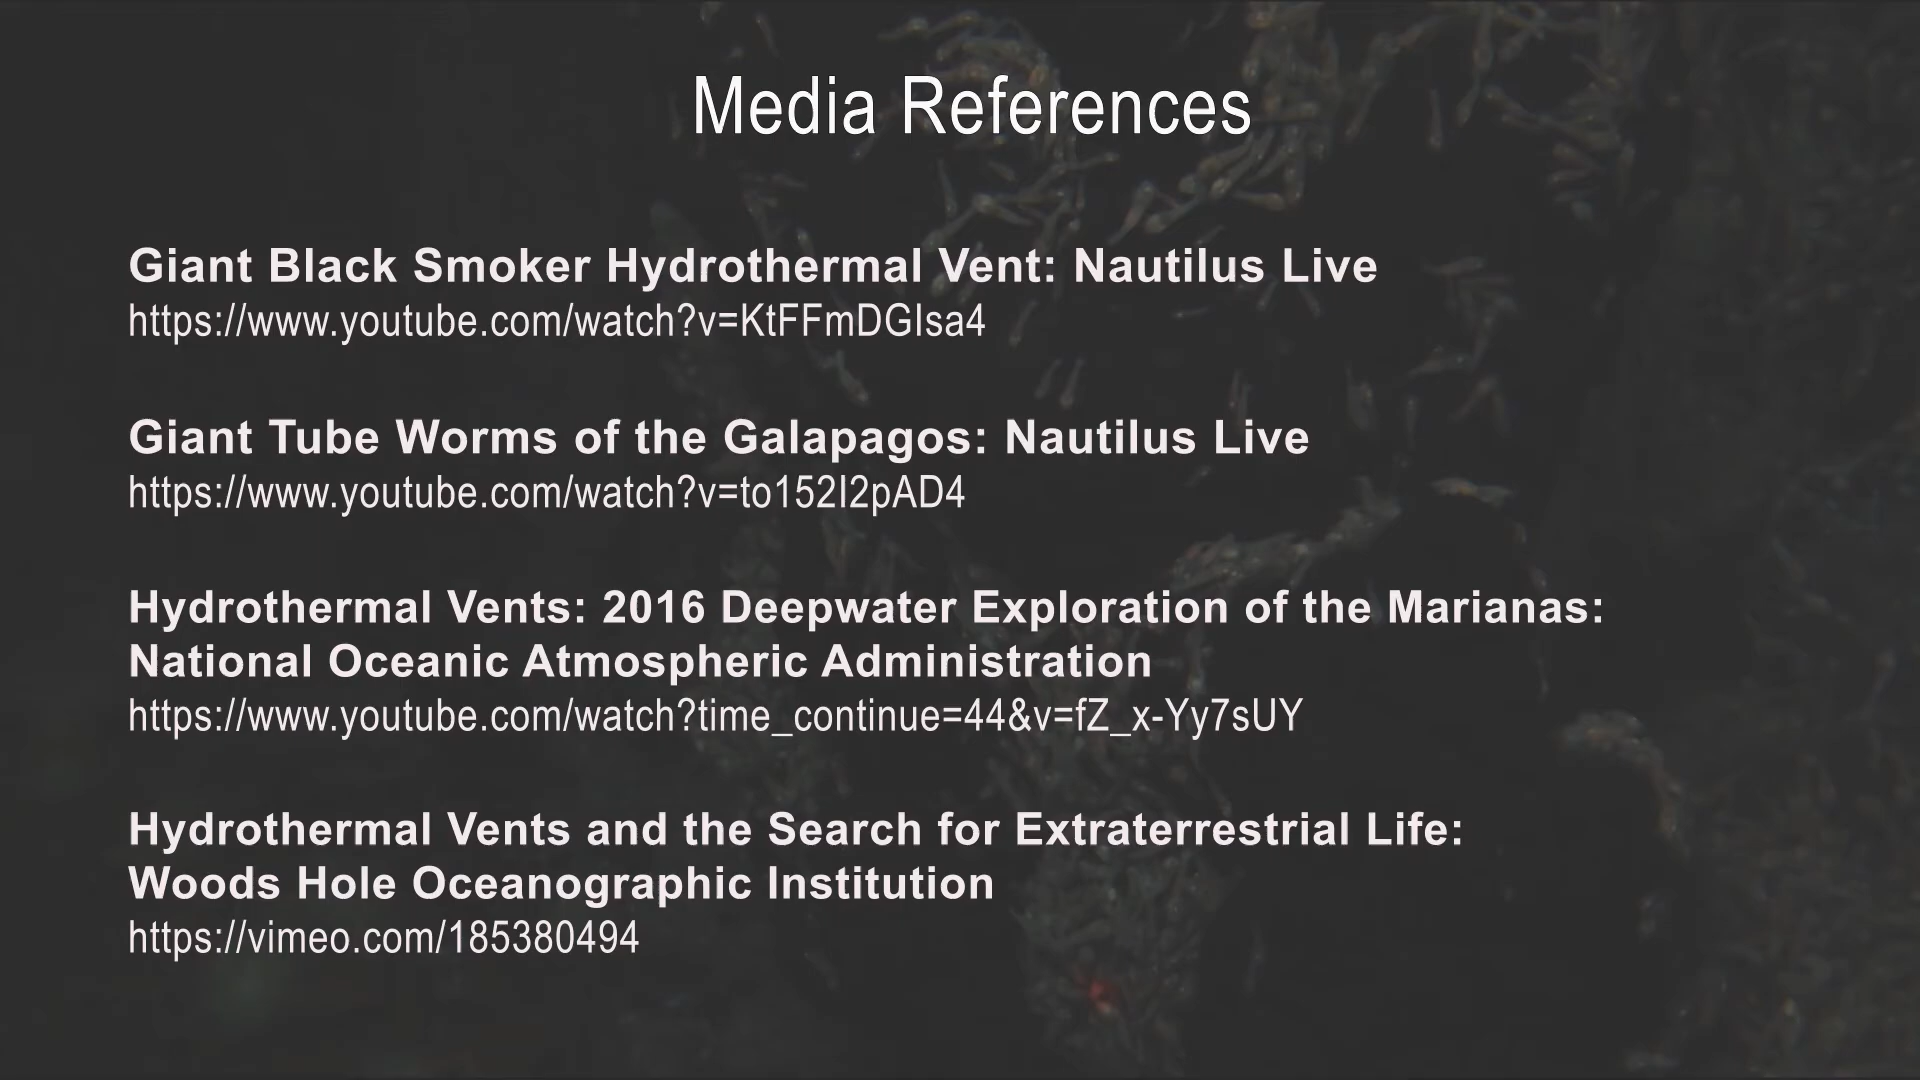 Media References
Giant Black Smoker Hydrothermal Vent: Nautilus Live
https://www.youtube.com/watch?v=KtFFmDGIsa4
Giant Tube Worms of the Galapagos: Nautilus Live
https://www.youtube.com/watch?v=to152I2pAD4
Hydrothermal Vents: 2016 Deepwater Exploration of the Marianas:
National Oceanic Atmospheric Administration
https://www.youtube.com/watch?time_continue=44&v=fZ_x-Yy7sUY
Hydrothermal Vents and the Search for Extraterrestrial Life:
Woods Hole Oceanographic Institution
https://vimeo.com/185380494